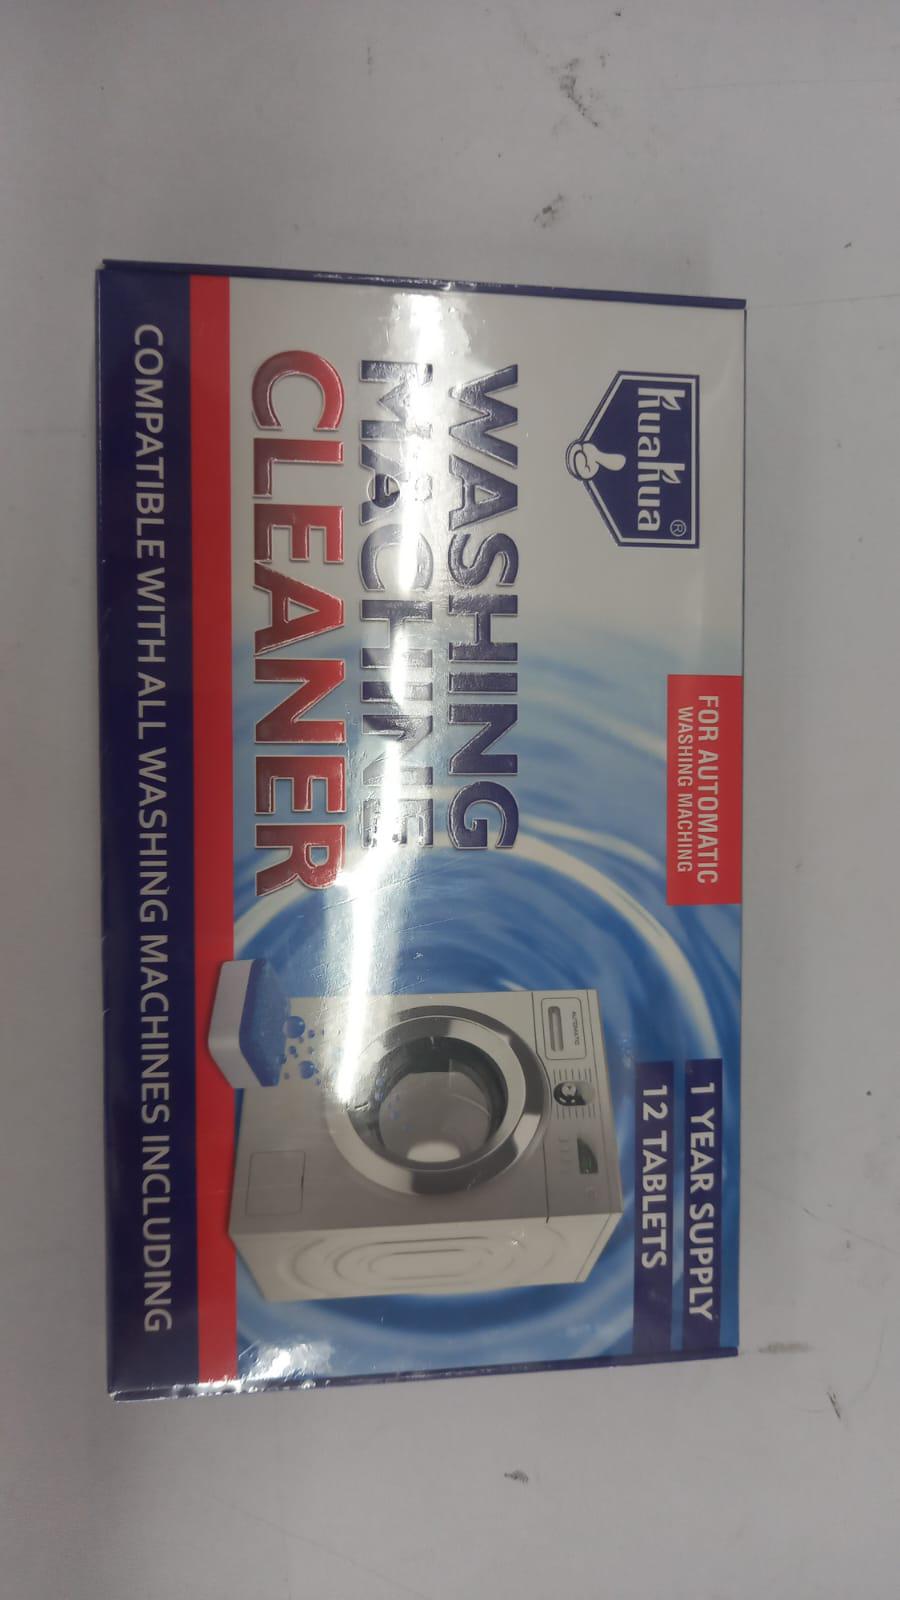 KuaKua®
FOR AUTOMATIC
WASHING MACHING
WASHING
MACHINE
CLEANER
1 YEAR SUPPLY
12 TABLETS
AUTOMATIC
COMPATIBLE WITH ALL WASHING MACHINES INCLUDING